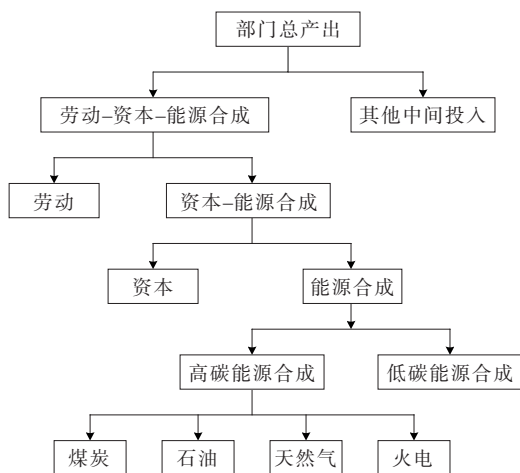 部门总产出
劳动–资本–能源合成
其他中间投入
劳动
资本–能源合成
资本
能源合成
高碳能源合成
低碳能源合成
煤炭
石油
天然气
火电